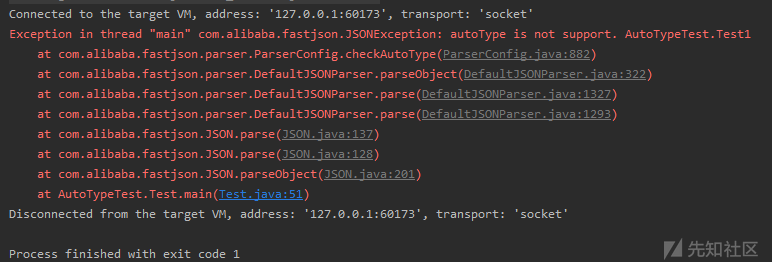 Connected to the target VM, address: '127.0.0.1:60173', transport: 'socket'
Exception in thread "main" com.alibaba.fastjson.JSONException: autoType is not support. AutoTypeTest.Test1
    at com.alibaba.fastjson.parser.ParserConfig.checkAutoType(ParserConfig.java:882)
    at com.alibaba.fastjson.parser.DefaultJSONParser.parseObject(DefaultJSONParser.java:322)
    at com.alibaba.fastjson.parser.DefaultJSONParser.parse(DefaultJSONParser.java:1327)
    at com.alibaba.fastjson.parser.DefaultJSONParser.parse(DefaultJSONParser.java:1293)
    at com.alibaba.fastjson.JSON.parse(JSON.java:137)
    at com.alibaba.fastjson.JSON.parse(JSON.java:128)
    at com.alibaba.fastjson.JSON.parseObject(JSON.java:201)
    at AutoTypeTest.Test.main(Test.java:51)
Disconnected from the target VM, address: '127.0.0.1:60173', transport: 'socket'
Process finished with exit code 1
先知社区